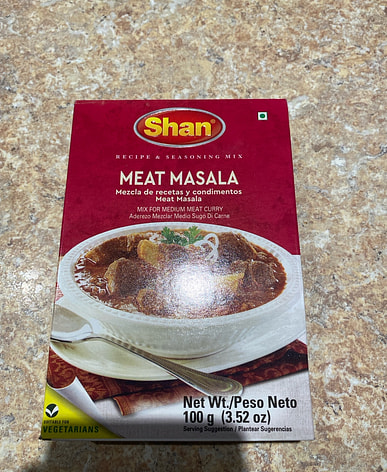 Shan
RECIPE & SEASONING MIX
MEAT MASALA
Mezcla de recetas y condimentos
Meat Masala
MIX FOR MEDIUM MEAT CURRY
Aderezo Mezclar Medio Sugo Di Carne
Net Wt./Peso Neto
100 g (3.52 oz)
Serving Suggestion / Plantear Sugerencias
SUITABLE FOR
VEGETARIANS